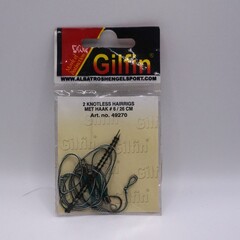 Gilfin
WWW.ALBATROSHENGELSPORT.COM
2 KNOTLESS HAIRRIGS
MET HAAK # 6 / 20 CM
Art. no. 49270